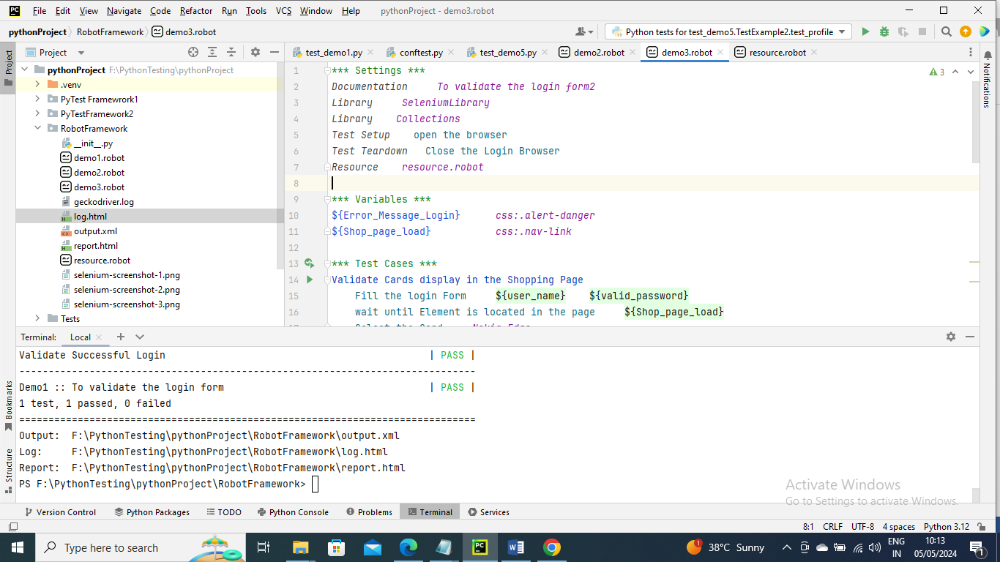 PC File Edit View Navigate Code Refactor Run Tools VCS Window Help pythonProject - demo3.robot
pythonProject RobotFramework demo3.robot Python tests for test_demo5.TestExample2.test_profile
Project
Project
test_demo1.py conftest.py test_demo5.py demo2.robot demo3.robot resource.robot
Notifications
pythonProject F:\PythonTesting\pythonProject
.venv
PyTest Framewrork1
PyTestFramework2
RobotFramework
__init__.py
demo1.robot
demo2.robot
demo3.robot
geckodriver.log
log.html
output.xml
report.html
resource.robot
selenium-screenshot-1.png
selenium-screenshot-2.png
selenium-screenshot-3.png
Tests
3
1 *** Settings ***
2 Documentation To validate the login form2
3 Library SeleniumLibrary
4 Library Collections
5 Test Setup open the browser
6 Test Teardown Close the Login Browser
7 Resource resource.robot
8
9 *** Variables ***
10 ${Error_Message_Login} css:.alert-danger
11 ${Shop_page_load} css:.nav-link
12
13 *** Test Cases ***
14 Validate Cards display in the Shopping Page
15 Fill the login Form ${user_name} ${valid_password}
16 wait until Element is located in the page ${Shop_page_load}
Terminal: Local
Validate Successful Login | PASS |
------------------------------------------------------------------------------
Demo1 :: To validate the login form | PASS |
1 test, 1 passed, 0 failed
==============================================================================
Output: F:\PythonTesting\pythonProject\RobotFramework\output.xml
Log: F:\PythonTesting\pythonProject\RobotFramework\log.html
Report: F:\PythonTesting\pythonProject\RobotFramework\report.html
PS F:\PythonTesting\pythonProject\RobotFramework>
Bookmarks
Structure
Activate Windows
Go to Settings to activate Windows.
Version Control Python Packages TODO Python Console Problems Terminal Services
8:1 CRLF UTF-8 4 spaces Python 3.12
Type here to search
38°C Sunny
ENG
IN
10:13
05/05/2024
1